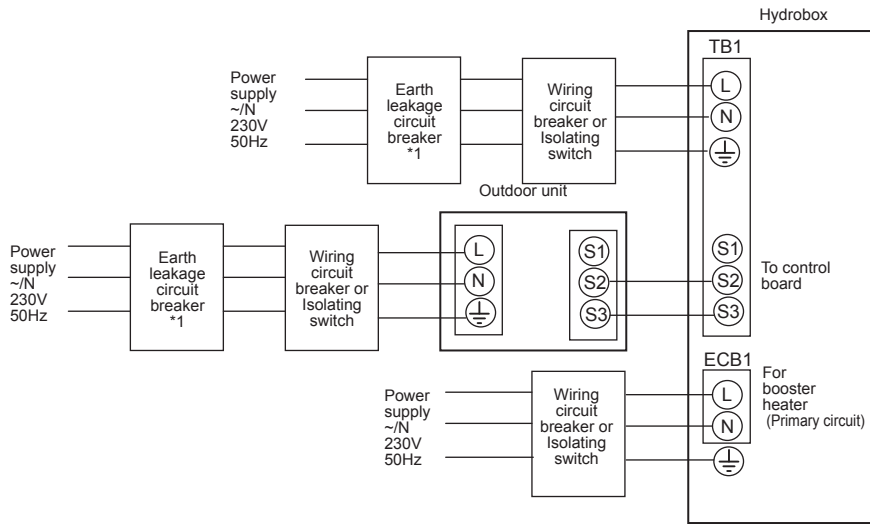 Hydrobox
TB1
Power
supply
~/N
230V
50Hz
Earth
leakage
circuit
breaker
*1
Wiring
circuit
breaker or
Isolating
switch
L
N
Outdoor unit
Power
supply
~/N
230V
50Hz
Earth
leakage
circuit
breaker
*1
Wiring
circuit
breaker or
Isolating
switch
L
N
S1
S2
S3
S1
S2
S3
To control
board
ECB1
Power
supply
~/N
230V
50Hz
Wiring
circuit
breaker or
Isolating
switch
L
N
For
booster
heater
(Primary circuit)